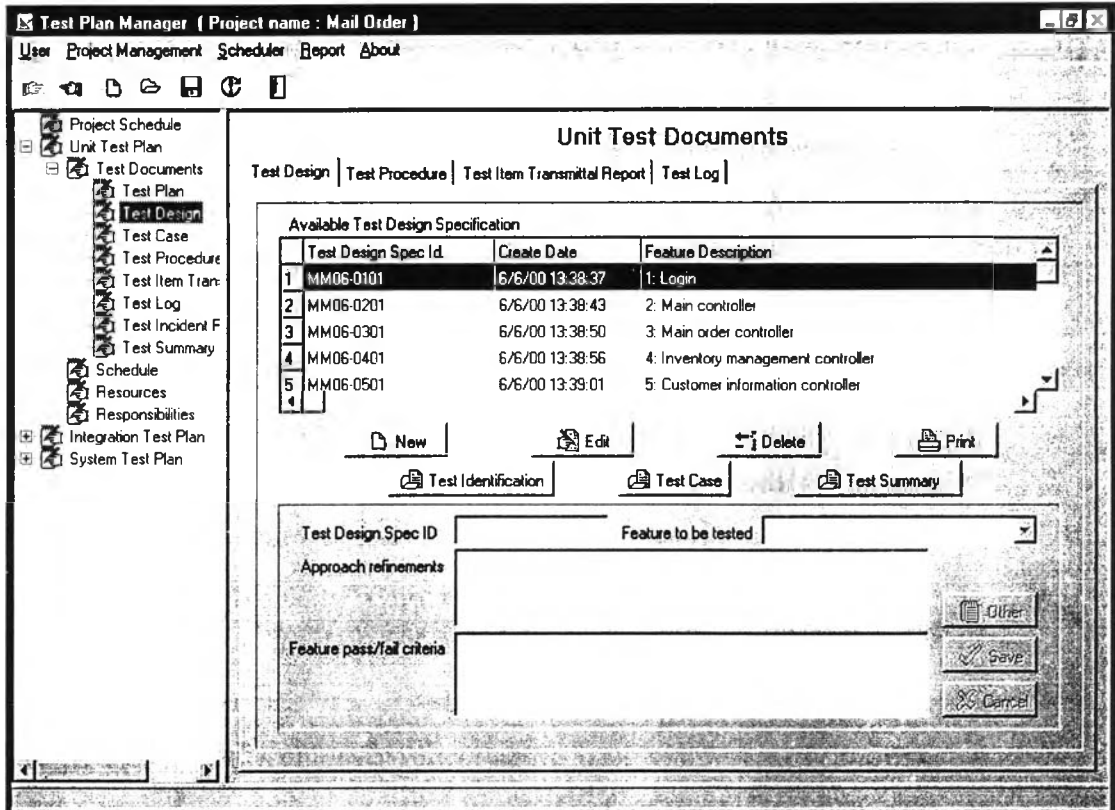 Test Plan Manager ( Project name : Mail Order )
User Project Management Scheduler Report About
Project Schedule
Unit Test Plan
Test Documents
Test Plan
Test Design
Test Case
Test Procedure
Test Item Tran
Test Log
Test Incident F
Test Summary
Schedule
Resources
Responsibilities
Integration Test Plan
System Test Plan
Unit Test Documents
Test Design Test Procedure Test Item Transmittal Report Test Log
Available Test Design Specification
Test Design Spec Id. Create Date Feature Description
1 MM06-0101 6/6/00 13:38:37 1: Login
2 MM06-0201 6/6/00 13:38:43 2: Main controller
3 MM06-0301 6/6/00 13:38:50 3: Main order controller
4 MM06-0401 6/6/00 13:38:56 4: Inventory management controller
5 MM06-0501 6/6/00 13:39:01 5: Customer information controller
New Edit Delete Print
Test Identification Test Case Test Summary
Test Design Spec ID Feature to be tested
Approach refinements
Other
Feature pass/fail criteria
Save
Cancel